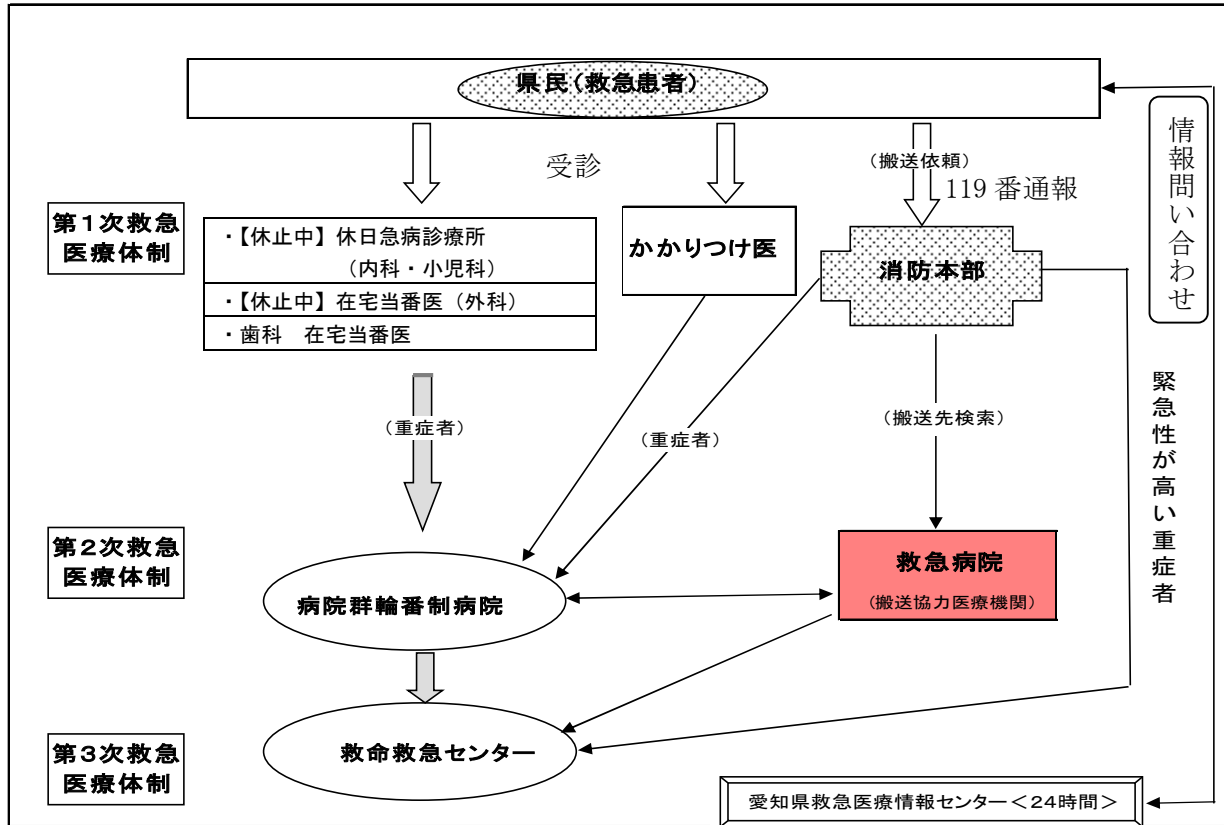 県民(救急患者)
情報問い合わせ
受診
(搬送依頼)
119番通報
第1次救急
医療体制
・【休止中】休日急病診療所
(内科・小児科)
・【休止中】在宅当番医(外科)
・歯科 在宅当番医
かかりつけ医
消防本部
(重症者)
(重症者)
(搬送先検索)
緊急性が高い重症者
第2次救急
医療体制
病院群輪番制病院
救急病院
(搬送協力医療機関)
第3次救急
医療体制
救命救急センター
愛知県救急医療情報センター<24時間>